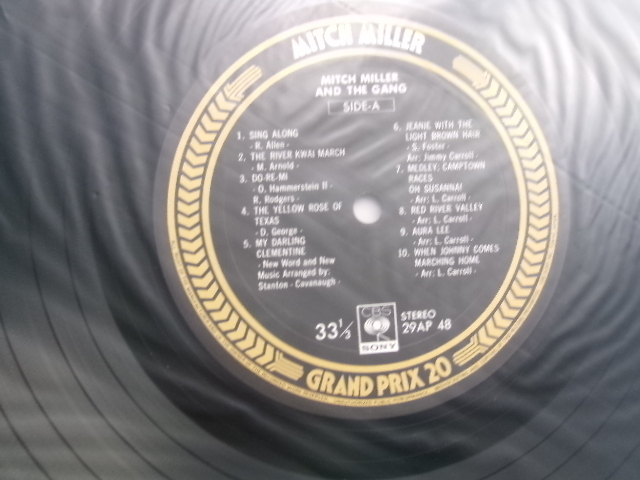 MITCH MILLER
MITCH MILLER
AND THE GANG
SIDE-A
1. SING ALONG
- R. Allen -
2. THE RIVER KWAI MARCH
- M. Arnold -
3. DO-RE-MI
- O. Hammerstein II -
R. Rodgers -
4. THE YELLOW ROSE OF
TEXAS
- D. George -
5. MY DARLING
CLEMENTINE
- New Word and New
Music Arranged by:
Stanton - Cavanaugh -
6. JEANIE WITH THE
LIGHT BROWN HAIR
- S. Foster -
Arr: Jimmy Carroll
7. MEDLEY: CAMPTOWN
RACES
OH SUSANNA!
- Arr: L. Carroll -
8. RED RIVER VALLEY
- Arr: L. Carroll -
9. AURA LEE
- Arr: L. Carroll -
10. WHEN JOHNNY COMES
MARCHING HOME
- Arr: L. Carroll -
33 1/3
CBS
SONY
STEREO
29AP 48
GRAND PRIX 20